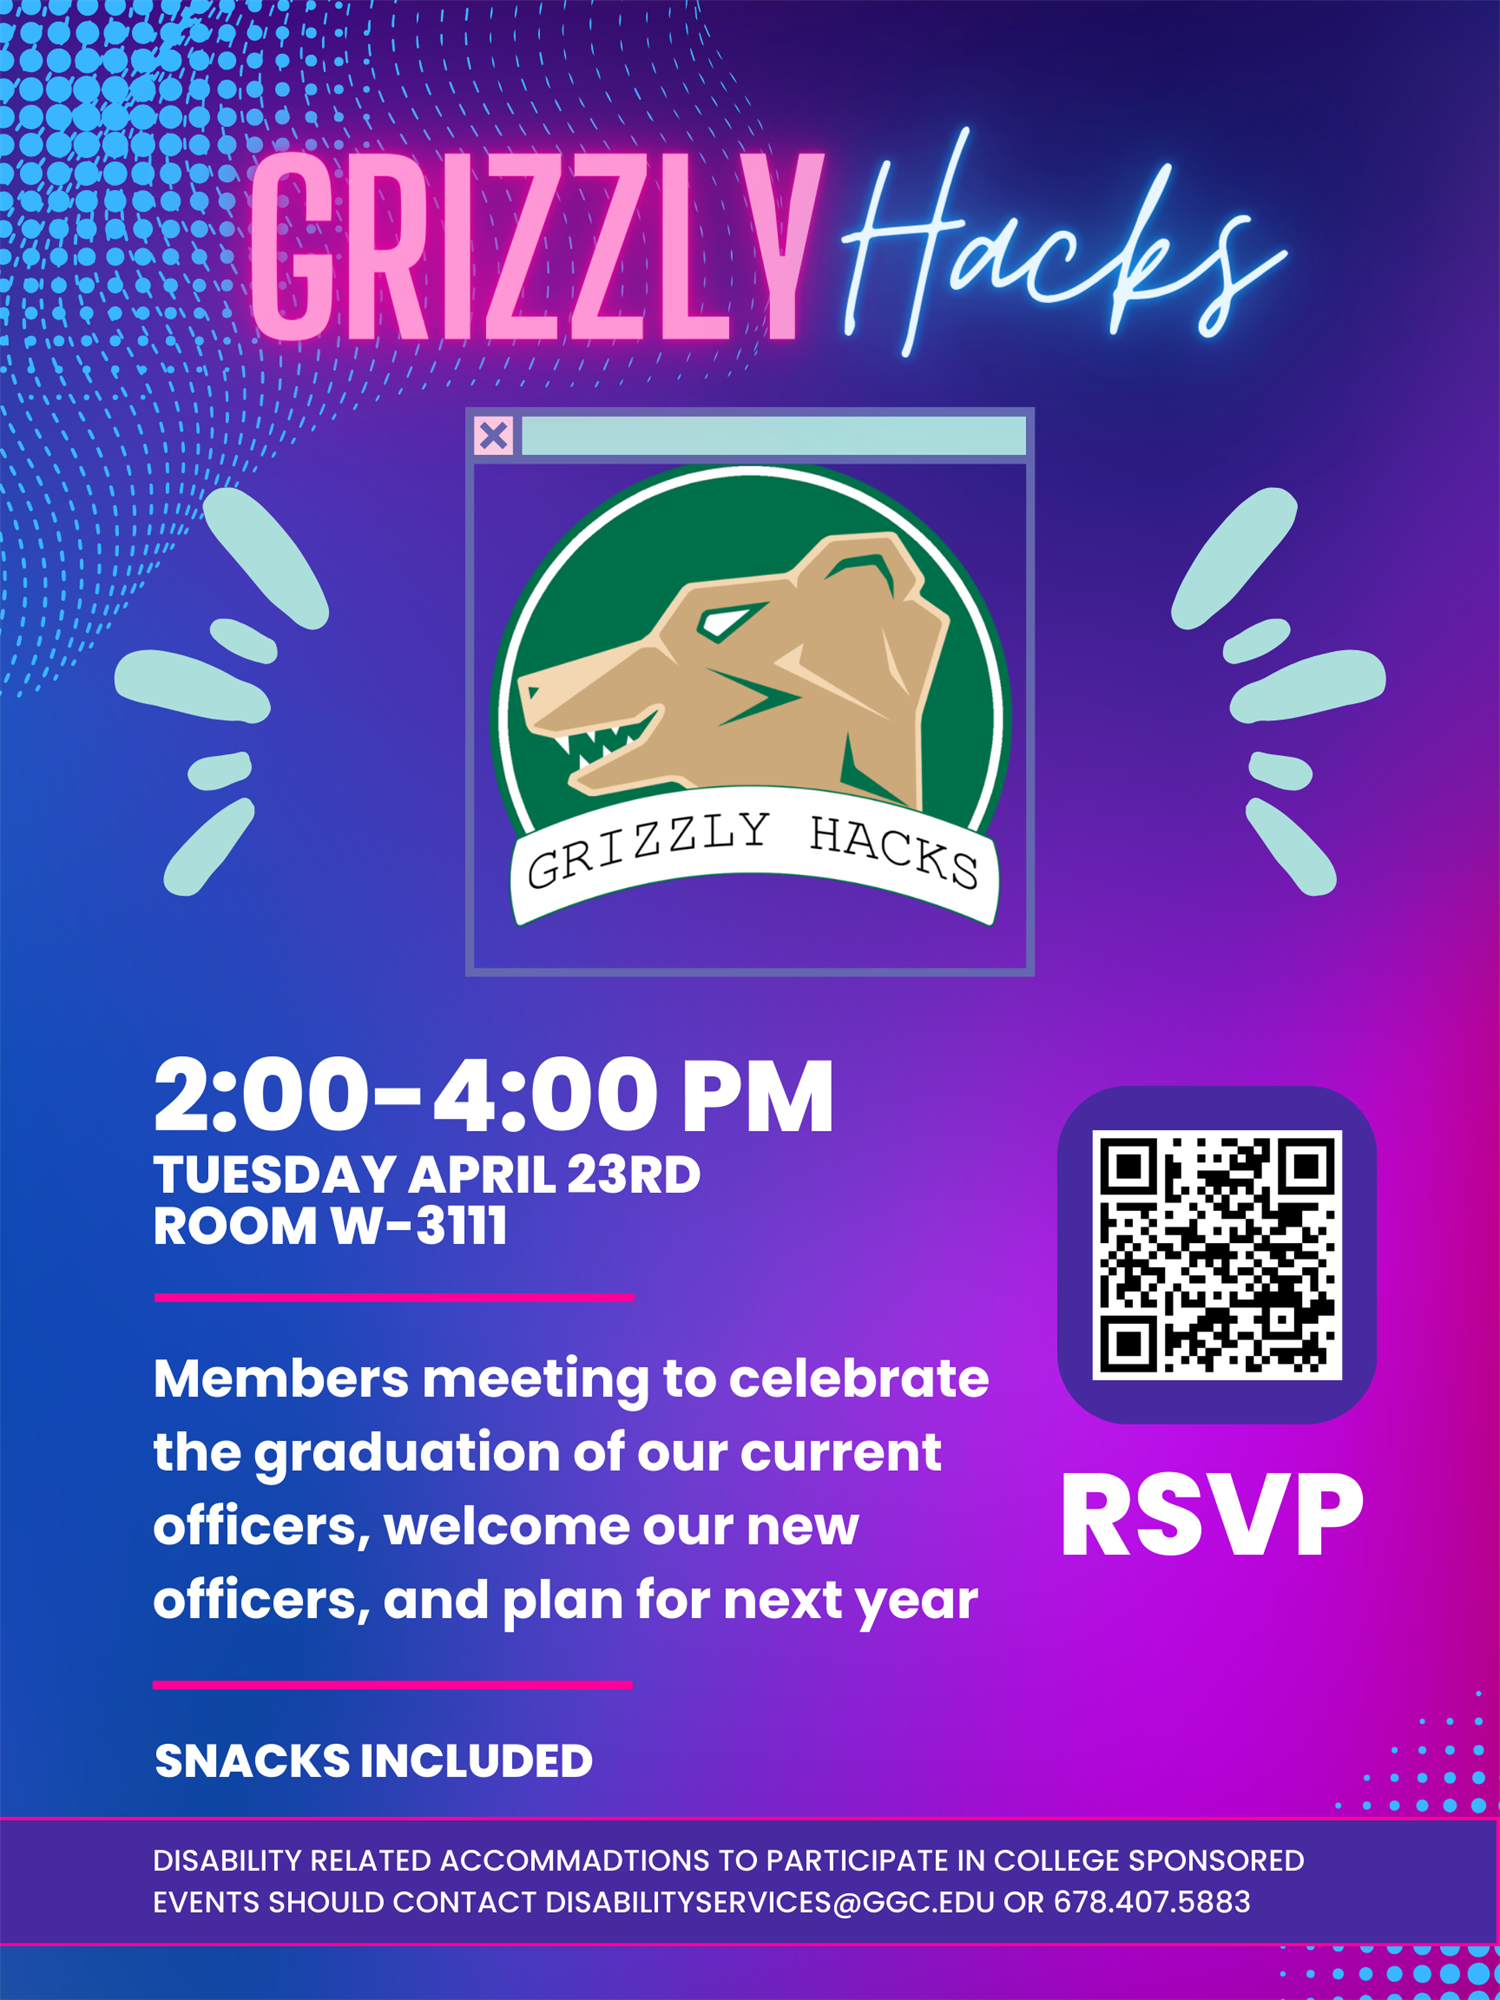 GRIZZLY Hacks
GRIZZLY HACKS
2:00-4:00 PM
TUESDAY APRIL 23RD
ROOM W-3111
Members meeting to celebrate
the graduation of our current
officers, welcome our new
officers, and plan for next year
RSVP
SNACKS INCLUDED
DISABILITY RELATED ACCOMMADTIONS TO PARTICIPATE IN COLLEGE SPONSORED
EVENTS SHOULD CONTACT DISABILITYSERVICES@GGC.EDU OR 678.407.5883